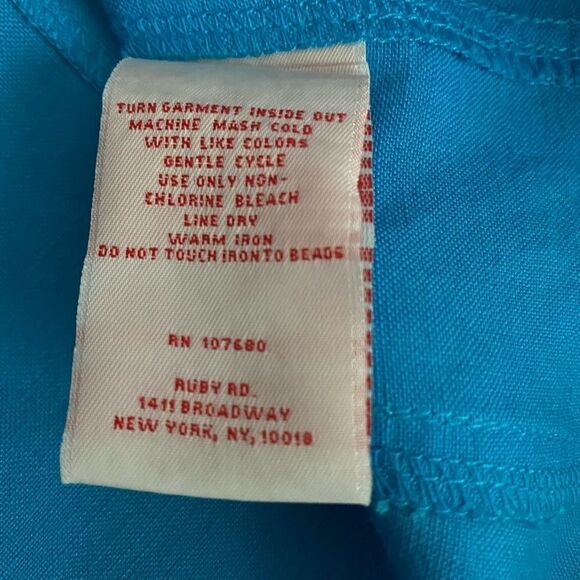 TURN GARMENT INSIDE OUT
MACHINE WASH COLD
WITH LIKE COLORS
GENTLE CYCLE
USE ONLY NON-
CHLORINE BLEACH
LINE DRY
WARM IRON
DO NOT TOUCH IRON TO BEADS
RN 107680
RUBY RD.
1411 BROADWAY
NEW YORK, NY, 10018